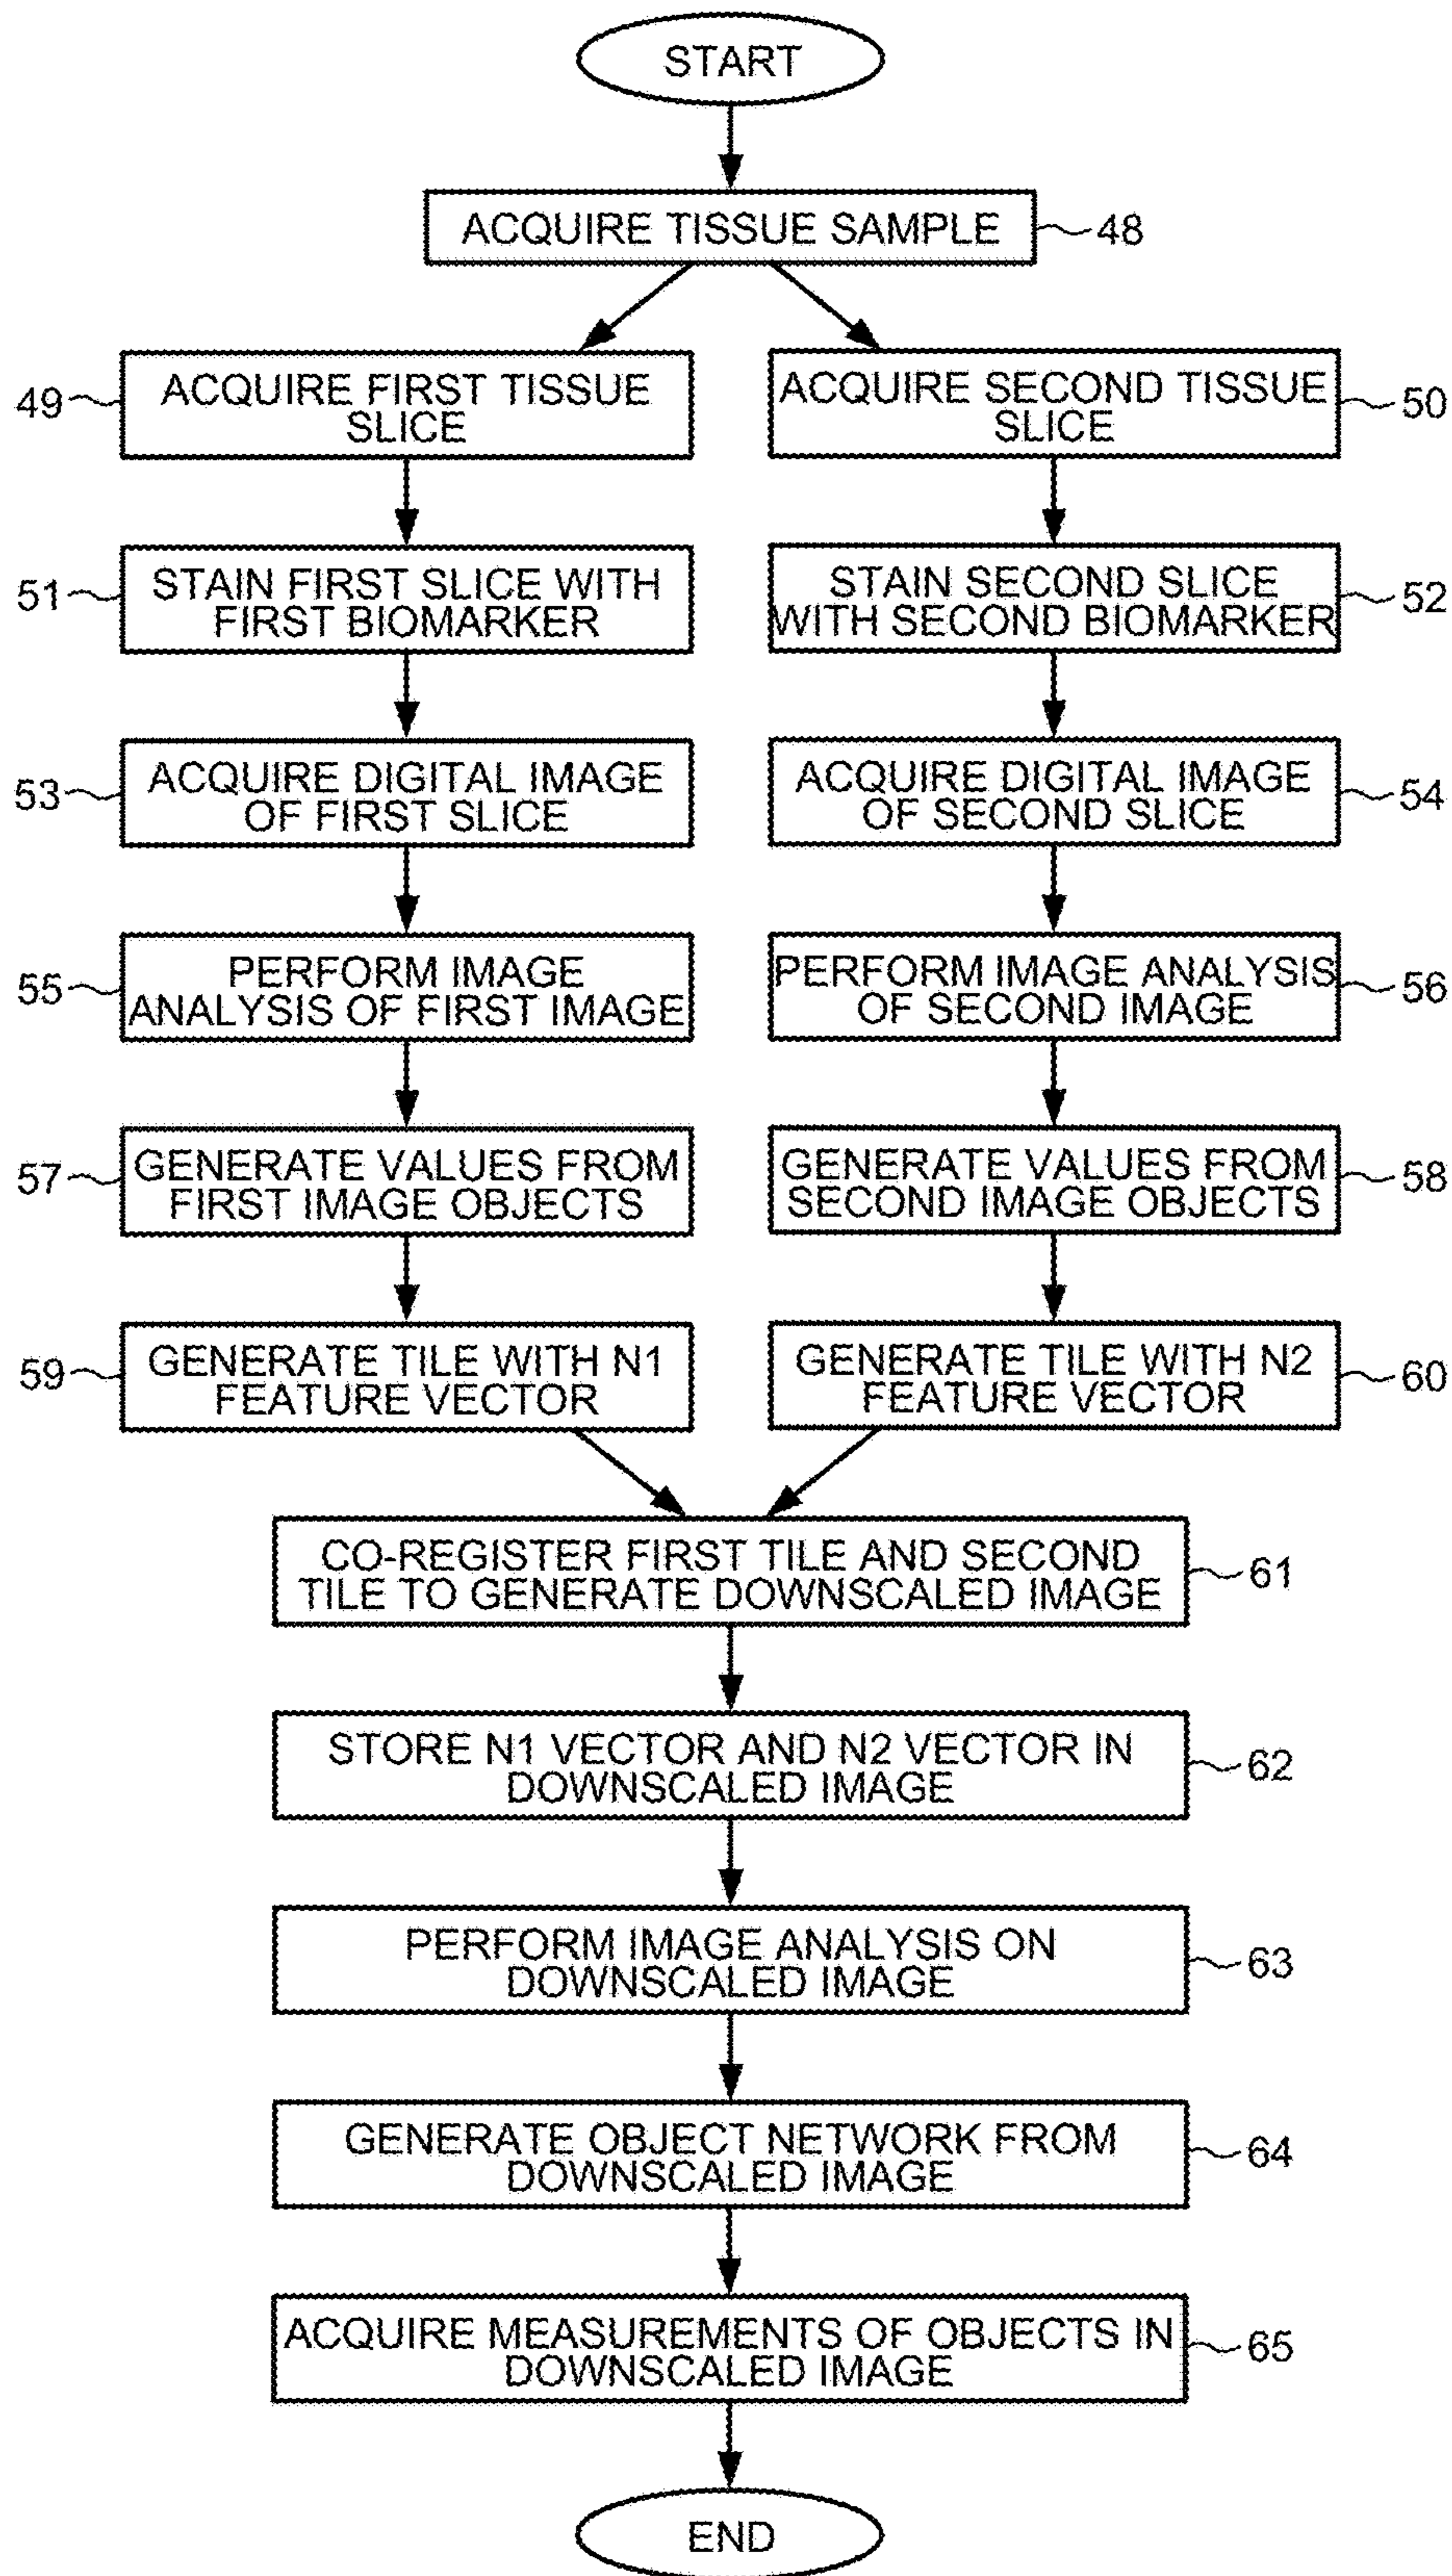 START
ACQUIRE TISSUE SAMPLE
48
49
ACQUIRE FIRST TISSUE
SLICE
ACQUIRE SECOND TISSUE
SLICE
50
51
STAIN FIRST SLICE WITH
FIRST BIOMARKER
STAIN SECOND SLICE
WITH SECOND BIOMARKER
52
53
ACQUIRE DIGITAL IMAGE
OF FIRST SLICE
ACQUIRE DIGITAL IMAGE
OF SECOND SLICE
54
55
PERFORM IMAGE
ANALYSIS OF FIRST IMAGE
PERFORM IMAGE ANALYSIS
OF SECOND IMAGE
56
57
GENERATE VALUES FROM
FIRST IMAGE OBJECTS
GENERATE VALUES FROM
SECOND IMAGE OBJECTS
58
59
GENERATE TILE WITH N1
FEATURE VECTOR
GENERATE TILE WITH N2
FEATURE VECTOR
60
CO-REGISTER FIRST TILE AND SECOND
TILE TO GENERATE DOWNSCALED IMAGE
61
STORE N1 VECTOR AND N2 VECTOR IN
DOWNSCALED IMAGE
62
PERFORM IMAGE ANALYSIS ON
DOWNSCALED IMAGE
63
GENERATE OBJECT NETWORK FROM
DOWNSCALED IMAGE
64
ACQUIRE MEASUREMENTS OF OBJECTS IN
DOWNSCALED IMAGE
65
END